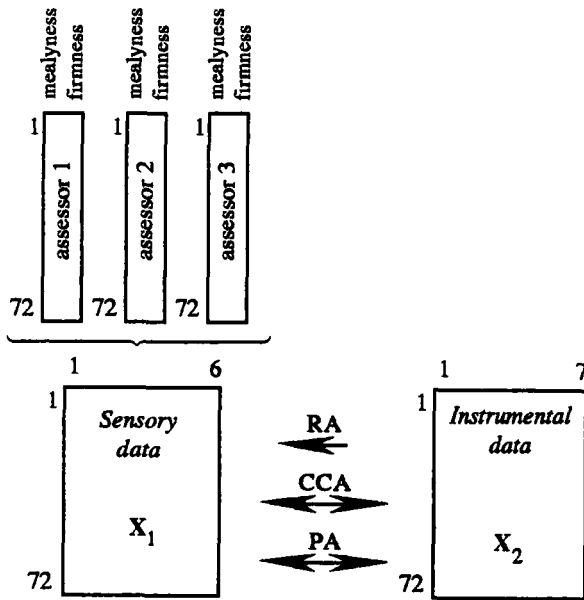 mealyness
firmness
mealyness
firmness
mealyness
firmness
1
1
1
assessor 1
assessor 2
assessor 3
72
72
72
1 6
1 7
1
1
Sensory
data
RA
Instrumental
data
CCA
X1
PA
X2
72
72